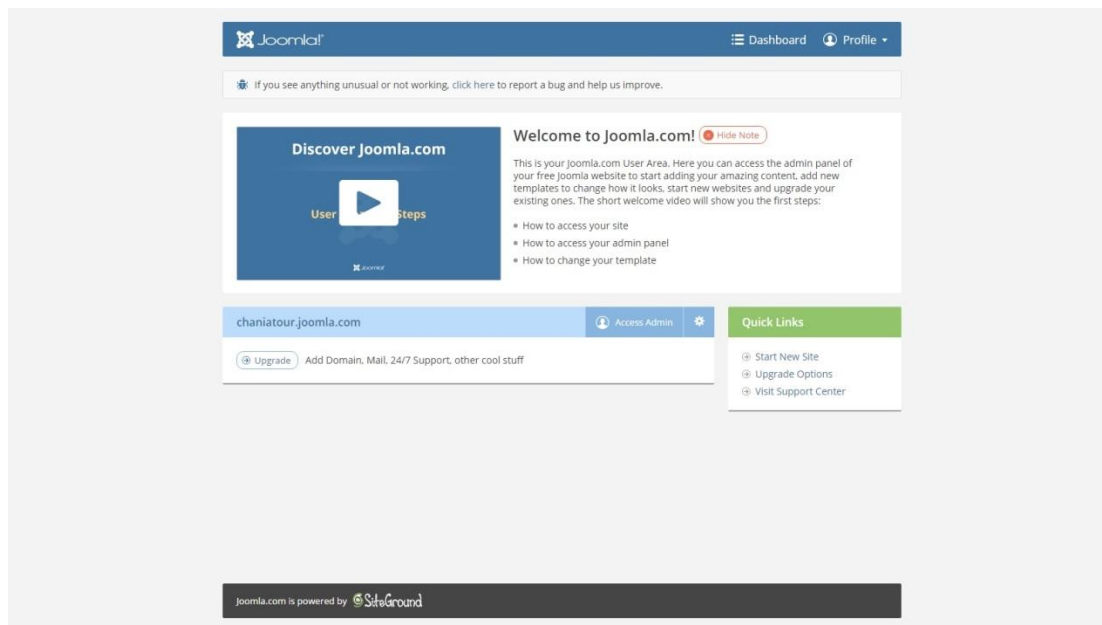 Joomla!
Dashboard Profile
If you see anything unusual or not working, click here to report a bug and help us improve.
Discover Joomla.com
User Steps
Joomla!
Welcome to Joomla.com! Hide Note
This is your Joomla.com User Area. Here you can access the admin panel of
your free Joomla website to start adding your amazing content, add new
templates to change how it looks, start new websites and upgrade your
existing ones. The short welcome video will show you the first steps:
How to access your site
How to access your admin panel
How to change your template
chaniatour.joomla.com Access Admin
Upgrade Add Domain, Mail, 24/7 Support, other cool stuff
Quick Links
Start New Site
Upgrade Options
Visit Support Center
Joomla.com is powered by SiteGround